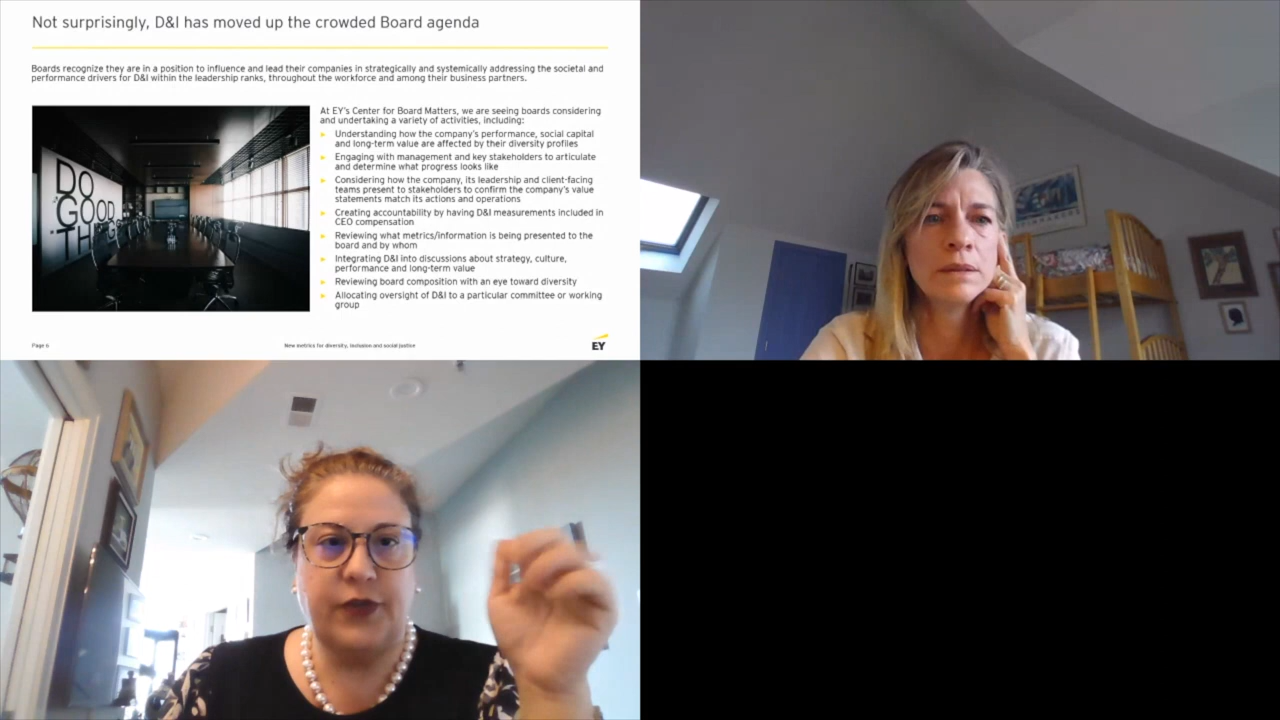 Not surprisingly, D&I has moved up the crowded Board agenda
Boards recognize they are in a position to influence and lead their companies in strategically and systemically addressing the societal and
performance drivers for D&I within the leadership ranks, throughout the workforce and among their business partners.
DO
GOOD
At EY's Center for Board Matters, we are seeing boards considering
and undertaking a variety of activities, including:
Understanding how the company's performance, social capital
and long-term value are affected by their diversity profiles
Engaging with management and key stakeholders to articulate
and determine what progress looks like
Considering how the company, its leadership and client-facing
teams present to stakeholders to confirm the company's value
statements match its actions and operations
Creating accountability by having D&I measurements included in
CEO compensation
Reviewing what metrics/information is being presented to the
board and by whom
Integrating D&I into discussions about strategy, culture,
performance and long-term value
Reviewing board composition with an eye toward diversity
Allocating oversight of D&I to a particular committee or working
group
Page 6
New metrics for diversity, inclusion and social justice
EY